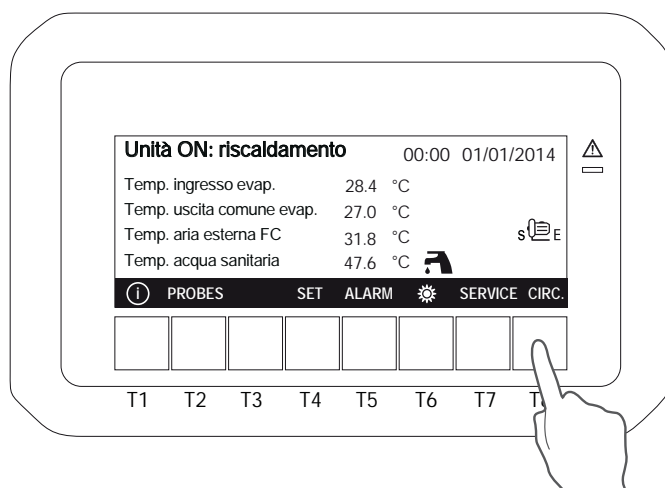 Unità ON: riscaldamento 00:00 01/01/2014
Temp. ingresso evap. 28.4 °C
Temp. uscita comune evap. 27.0 °C
Temp. aria esterna FC 31.8 °C
S E
Temp. acqua sanitaria 47.6 °C
i PROBES SET ALARM SERVICE CIRC.
T1 T2 T3 T4 T5 T6 T7